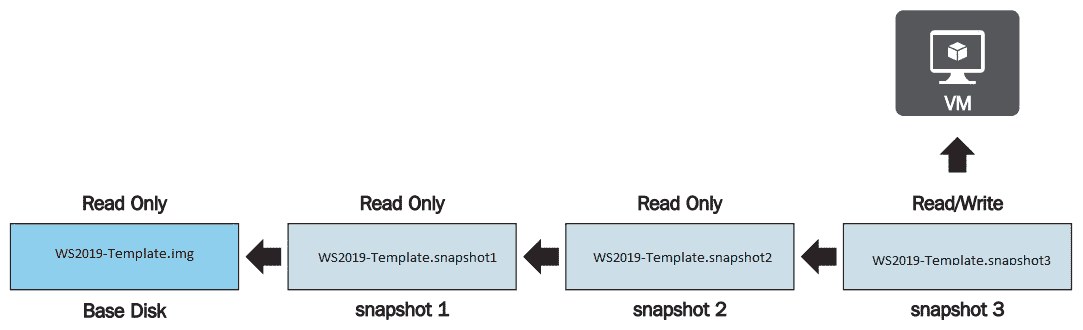 VM
Read Only
Read Only
Read Only
Read/Write
WS2019-Template.img
WS2019-Template.snapshot1
WS2019-Template.snapshot2
WS2019-Template.snapshot3
Base Disk
snapshot 1
snapshot 2
snapshot 3